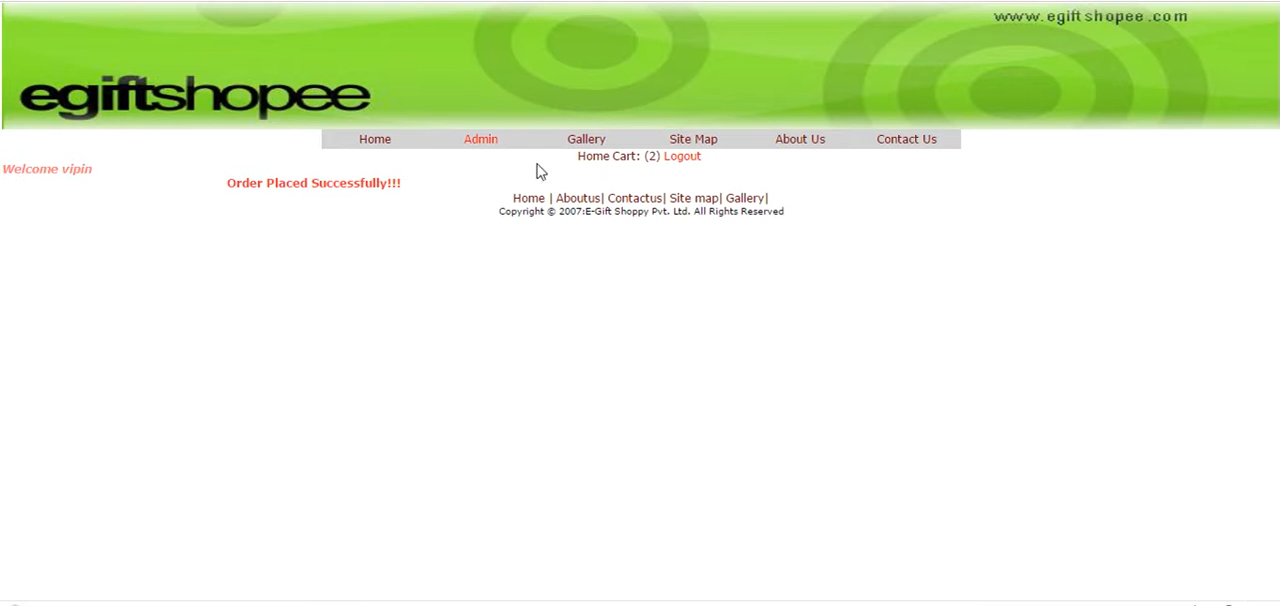 www.egiftshopee.com
egiftshopee
Home Admin Gallery Site Map About Us Contact Us
Home Cart: (2) Logout
Welcome vipin
Order Placed Successfully!!!
Home | Aboutus| Contactus| Site map| Gallery|
Copyright © 2007:E-Gift Shoppy Pvt. Ltd. All Rights Reserved